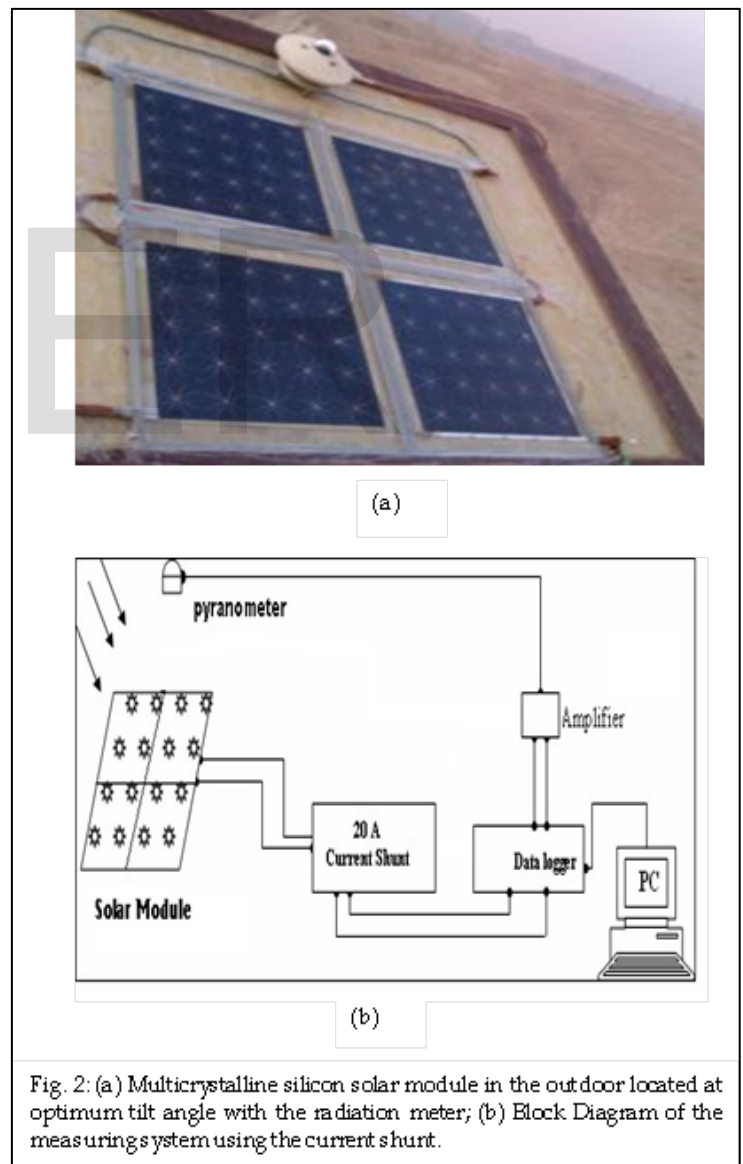 ER
(a)
pyranometer
Amplifier
20 A
Current Shunt
Data logger
PC
Solar Module
(b)
Fig. 2: (a) Multicrystalline silicon solar module in the outdoor located at
optimum tilt angle with the radiation meter; (b) Block Diagram of the
measuring system using the current shunt.